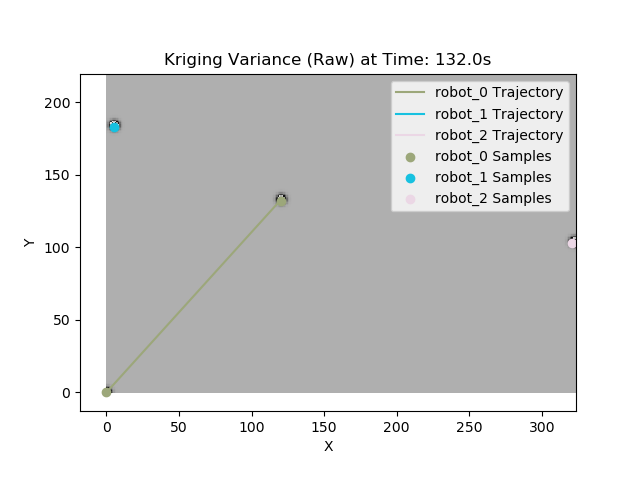 Kriging Variance (Raw) at Time: 132.0s
robot_0 Trajectory
robot_1 Trajectory
robot_2 Trajectory
robot_0 Samples
robot_1 Samples
robot_2 Samples
200
150
100
50
0
Y
0 50 100 150 200 250 300
X